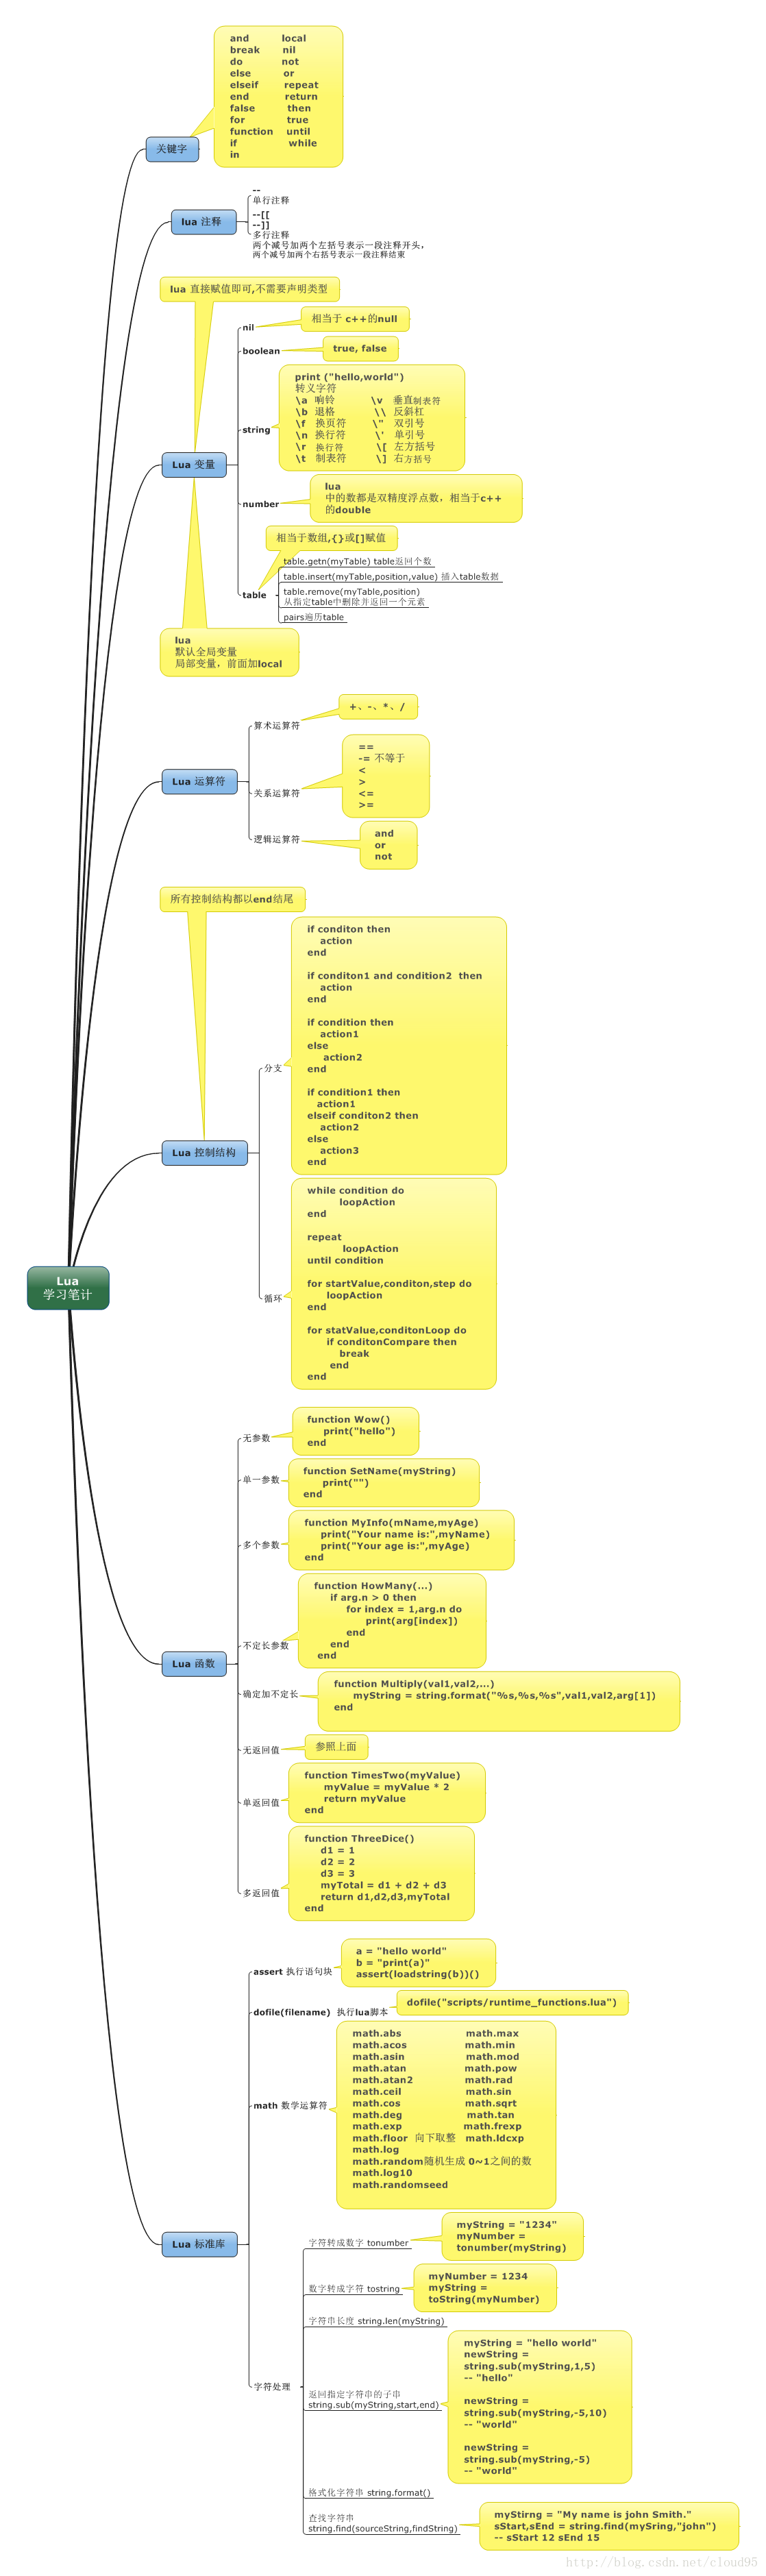 and local
break nil
do not
else or
elseif repeat
end return
false then
for true
function until
if while
in
关键字
lua 注释
--
单行注释
--[[
--]]
多行注释
两个减号加两个左括号表示一段注释开头，
两个减号加两个右括号表示一段注释结束
lua 直接赋值即可,不需要声明类型
nil
相当于 c++的null
boolean
true, false
string
print ("hello,world")
转义字符
\a 响铃 \v 垂直制表符
\b 退格 \\ 反斜杠
\f 换页符 \" 双引号
\n 换行符 \' 单引号
\r 换行符 \[ 左方括号
\t 制表符 \] 右方括号
Lua 变量
number
lua
中的数都是双精度浮点数，相当于c++
的double
相当于数组,{}或[]赋值
table
table.getn(myTable) table返回个数
table.insert(myTable,position,value) 插入table数据
table.remove(myTable,position)
从指定table中删除并返回一个元素
pairs遍历table
lua
默认全局变量
局部变量，前面加local
Lua 运算符
算术运算符
+、-、*、/
关系运算符
==
-= 不等于
<
>
<=
>=
逻辑运算符
and
or
not
所有控制结构都以end结尾
Lua 控制结构
分支
if conditon then
action
end
if conditon1 and condition2 then
action
end
if condition then
action1
else
action2
end
if condition1 then
action1
elseif conditon2 then
action2
else
action3
end
循环
while condition do
loopAction
end
repeat
loopAction
until condition
for startValue,conditon,step do
loopAction
end
for statValue,conditonLoop do
if conditonCompare then
break
end
end
Lua
学习笔计
Lua 函数
无参数
function Wow()
print("hello")
end
单一参数
function SetName(myString)
print("")
end
多个参数
function MyInfo(mName,myAge)
print("Your name is:",myName)
print("Your age is:",myAge)
end
不定长参数
function HowMany(...)
if arg.n > 0 then
for index = 1,arg.n do
print(arg[index])
end
end
end
确定加不定长
function Multiply(val1,val2,...)
myString = string.format("%s,%s,%s",val1,val2,arg[1])
end
无返回值
参照上面
单返回值
function TimesTwo(myValue)
myValue = myValue * 2
return myValue
end
多返回值
function ThreeDice()
d1 = 1
d2 = 2
d3 = 3
myTotal = d1 + d2 + d3
return d1,d2,d3,myTotal
end
Lua 标准库
assert 执行语句块
a = "hello world"
b = "print(a)"
assert(loadstring(b))()
dofile(filename) 执行lua脚本
dofile("scripts/runtime_functions.lua")
math 数学运算符
math.abs math.max
math.acos math.min
math.asin math.mod
math.atan math.pow
math.atan2 math.rad
math.ceil math.sin
math.cos math.sqrt
math.deg math.tan
math.exp math.frexp
math.floor 向下取整 math.ldcxp
math.log
math.random随机生成 0~1之间的数
math.log10
math.randomseed
字符处理
字符转成数字 tonumber
myString = "1234"
myNumber =
tonumber(myString)
数字转成字符 tostring
myNumber = 1234
myString =
toString(myNumber)
字符串长度 string.len(myString)
返回指定字符串的子串
string.sub(myString,start,end)
myString = "hello world"
newString =
string.sub(myString,1,5)
-- "hello"
newString =
string.sub(myString,-5,10)
-- "world"
newString =
string.sub(myString,-5)
-- "world"
格式化字符串 string.format()
查找字符串
string.find(sourceString,findString)
myStirng = "My name is john Smith."
sStart,sEnd = string.find(mySring,"john")
-- sStart 12 sEnd 15
http://blog.csdn.net/cloud95